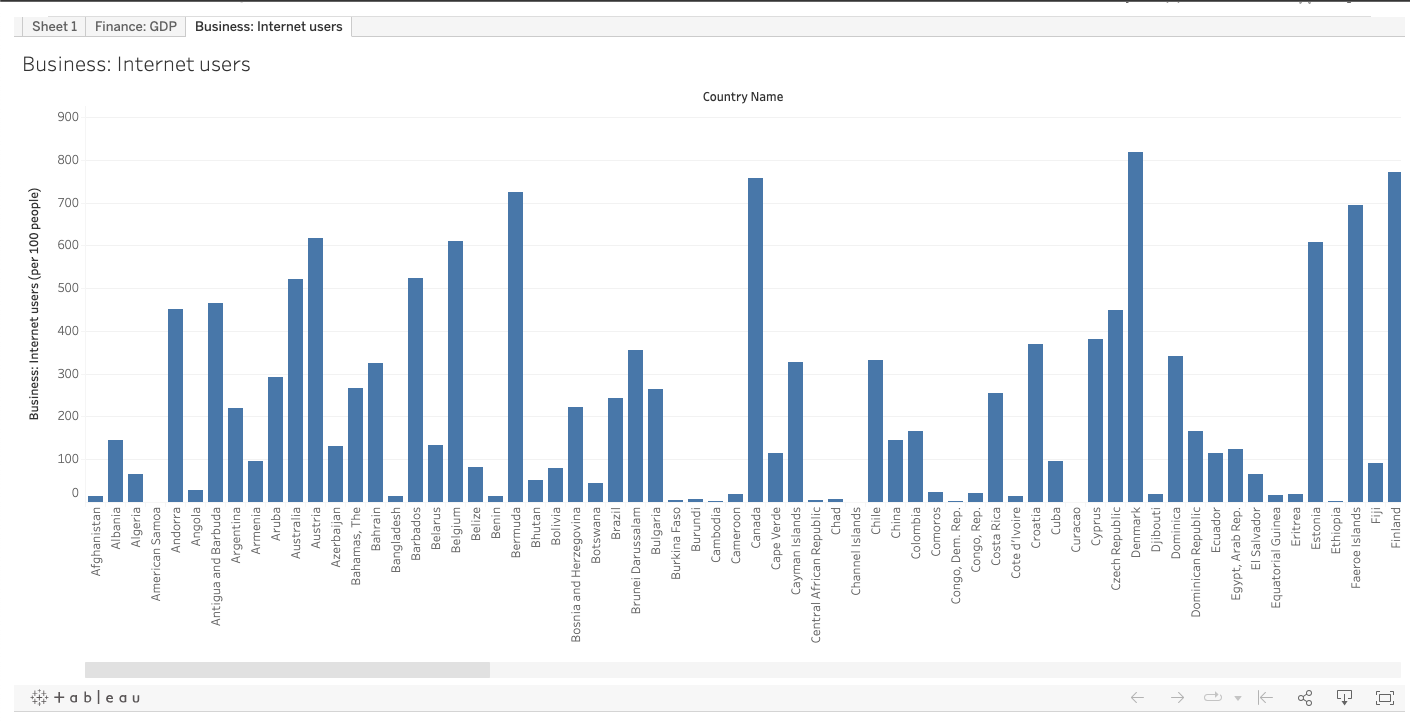 Sheet 1
Finance: GDP
Business: Internet users
Business: Internet users
Country Name
Business: Internet users (per 100 people)
900
800
700
600
500
400
300
200
100
0
Afghanistan
Albania
Algeria
American Samoa
Andorra
Angola
Antigua and Barbuda
Argentina
Armenia
Aruba
Australia
Austria
Azerbaijan
Bahamas, The
Bahrain
Bangladesh
Barbados
Belarus
Belgium
Belize
Benin
Bermuda
Bhutan
Bolivia
Bosnia and Herzegovina
Botswana
Brazil
Brunei Darussalam
Bulgaria
Burkina Faso
Burundi
Cambodia
Cameroon
Canada
Cape Verde
Cayman Islands
Central African Republic
Chad
Channel Islands
Chile
China
Colombia
Comoros
Congo, Dem. Rep.
Congo, Rep.
Costa Rica
Cote d'Ivoire
Croatia
Cuba
Curacao
Cyprus
Czech Republic
Denmark
Djibouti
Dominica
Dominican Republic
Ecuador
Egypt, Arab Rep.
El Salvador
Equatorial Guinea
Eritrea
Estonia
Ethiopia
Faeroe Islands
Fiji
Finland
+ a b l e a u